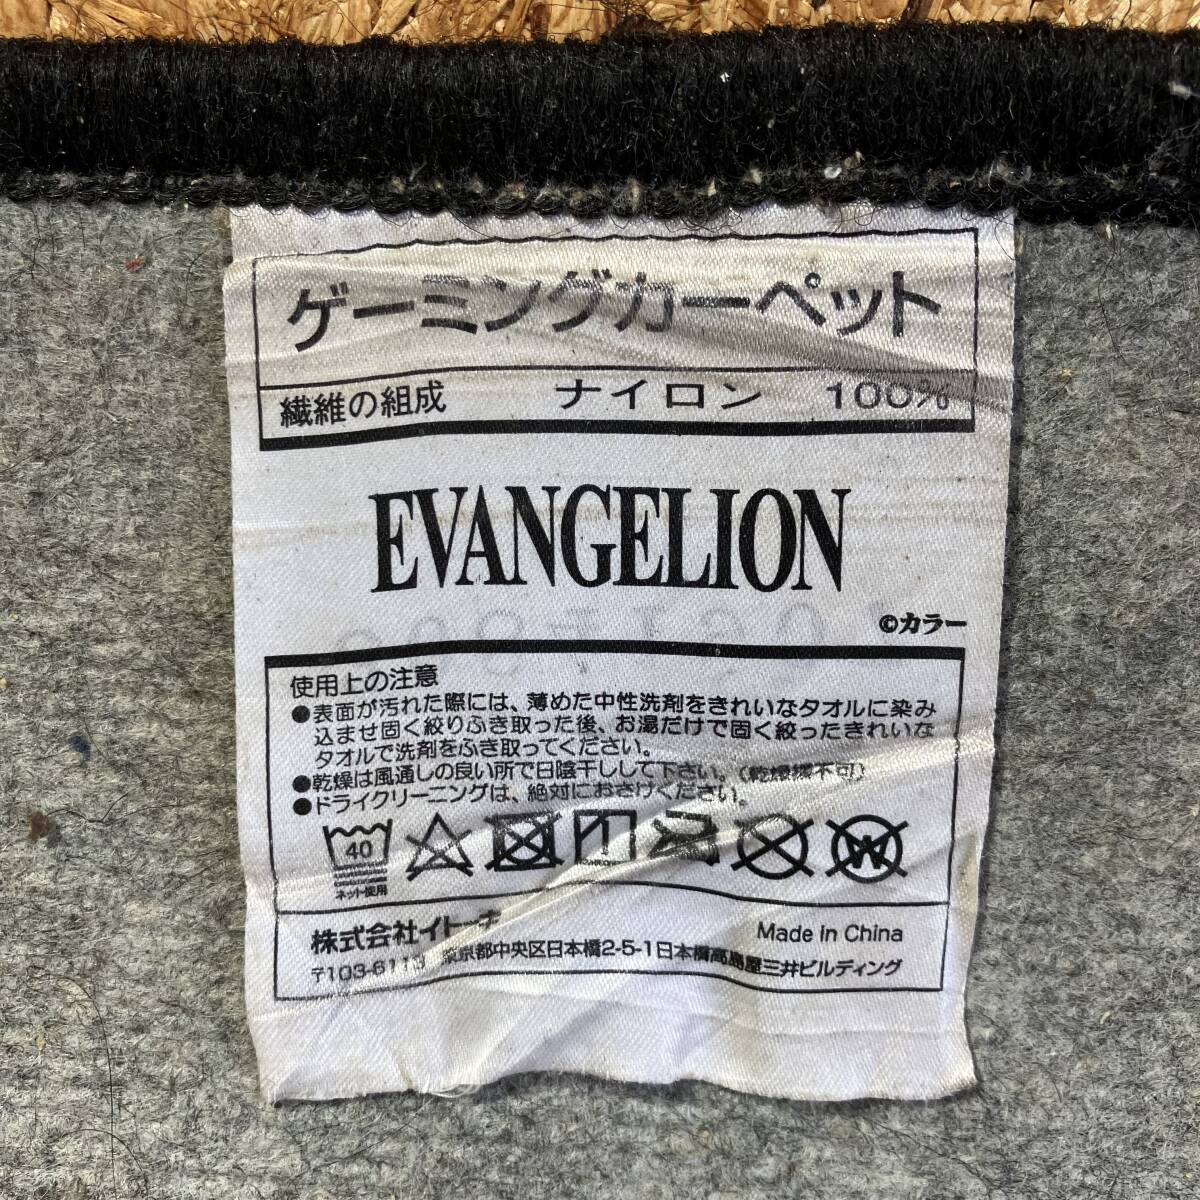 ゲーミングカーペット
繊維の組成 ナイロン 100%
EVANGELION
©カラー
使用上の注意
●表面が汚れた際には、薄めた中性洗剤をきれいなタオルに染み
込ませ固く絞りふき取った後、お湯だけで固く絞ったきれいな
タオルで洗剤をふき取ってください。
●乾燥は風通しの良い所で日陰干しして下さい。(乾燥機不可)
●ドライクリーニングは、絶対におさけください。
40
ネット使用
W
株式会社イトーキ
Made in China
〒103-6113 東京都中央区日本橋2-5-1日本橋高島屋三井ビルディング